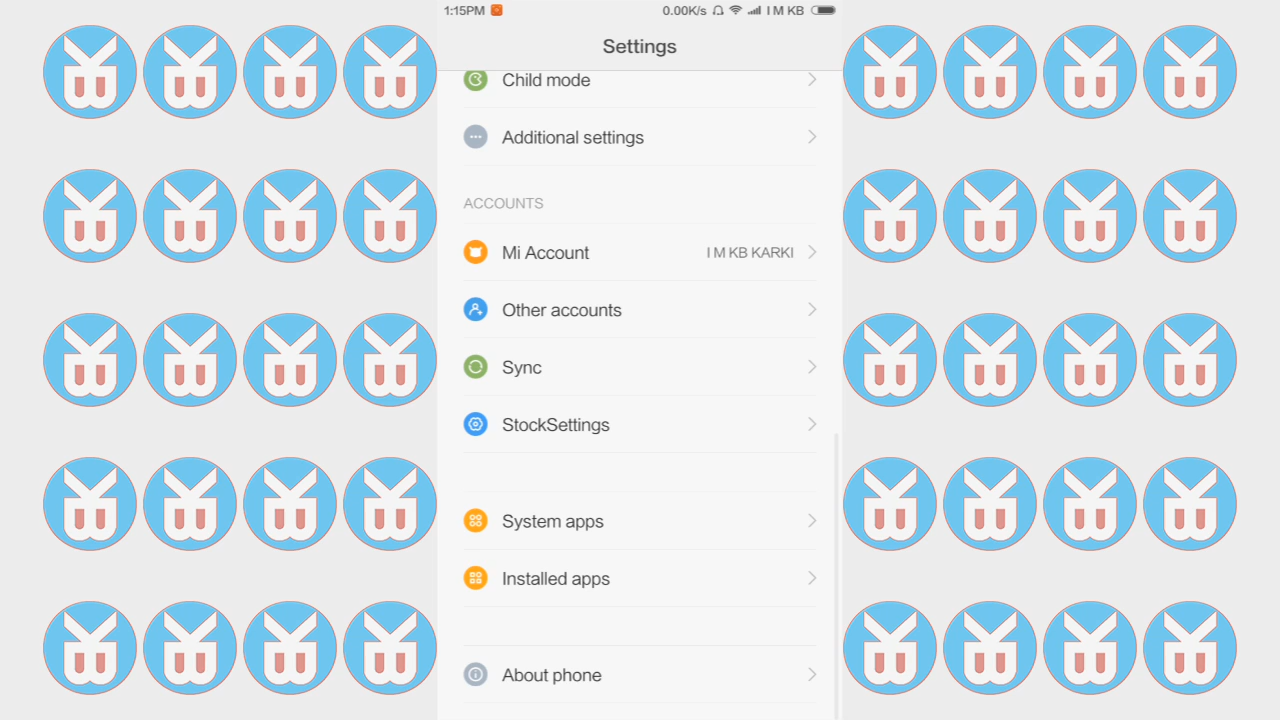 1:15PM 0.00K/s I M KB
Settings
Child mode
Additional settings
ACCOUNTS
Mi Account I M KB KARKI
Other accounts
Sync
StockSettings
System apps
Installed apps
About phone